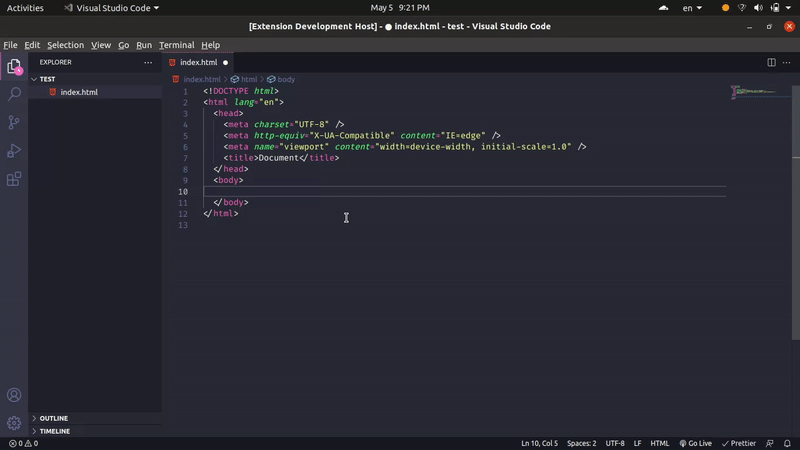 Activities
Visual Studio Code
May 5 9:21 PM
en
[Extension Development Host] - ● index.html - test - Visual Studio Code
File Edit Selection View Go Run Terminal Help
EXPLORER
TEST
index.html
OUTLINE
TIMELINE
index.html
index.html > html > body
1 <!DOCTYPE html>
2 <html lang="en">
3 <head>
4 <meta charset="UTF-8" />
5 <meta http-equiv="X-UA-Compatible" content="IE=edge" />
6 <meta name="viewport" content="width=device-width, initial-scale=1.0" />
7 <title>Document</title>
8 </head>
9 <body>
10
11 </body>
12 </html>
13
0 0
Ln 10, Col 5 Spaces: 2 UTF-8 LF HTML Go Live Prettier